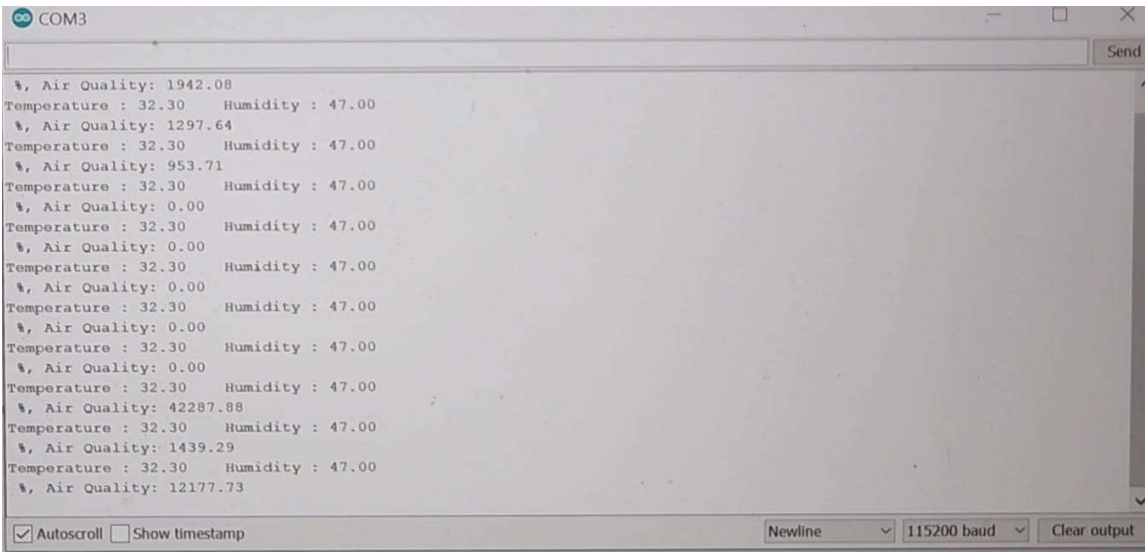 COM3
Send
%, Air Quality: 1942.08
Temperature : 32.30    Humidity : 47.00
%, Air Quality: 1297.64
Temperature : 32.30    Humidity : 47.00
%, Air Quality: 953.71
Temperature : 32.30    Humidity : 47.00
%, Air Quality: 0.00
Temperature : 32.30    Humidity : 47.00
%, Air Quality: 0.00
Temperature : 32.30    Humidity : 47.00
%, Air Quality: 0.00
Temperature : 32.30    Humidity : 47.00
%, Air Quality: 0.00
Temperature : 32.30    Humidity : 47.00
%, Air Quality: 0.00
Temperature : 32.30    Humidity : 47.00
%, Air Quality: 42287.88
Temperature : 32.30    Humidity : 47.00
%, Air Quality: 1439.29
Temperature : 32.30    Humidity : 47.00
%, Air Quality: 12177.73
Autoscroll Show timestamp Newline 115200 baud Clear output